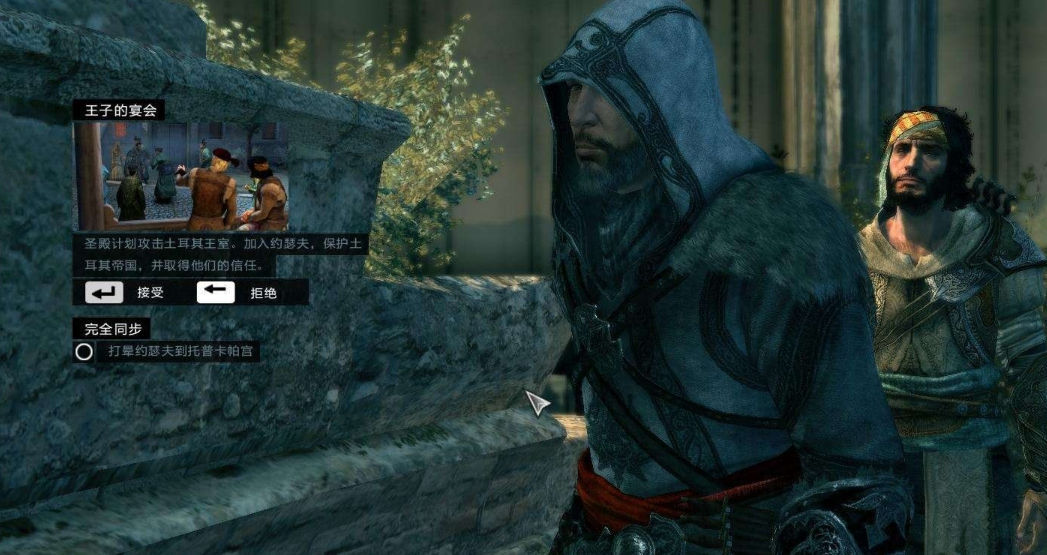 王子的宴会
圣殿计划攻击土耳其王室。加入约瑟夫，保护土
耳其帝国，并取得他们的信任。
接受
拒绝
完全同步
打晕约瑟夫到托普卡帕宫